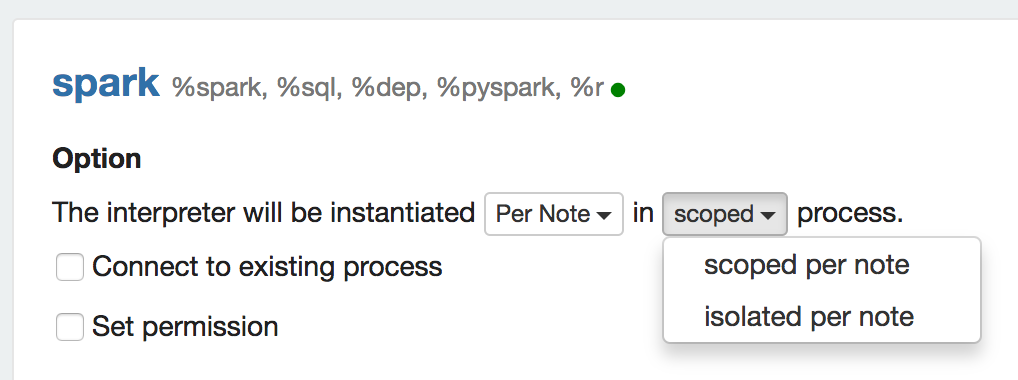 spark %spark, %sql, %dep, %pyspark, %r
Option
The interpreter will be instantiated Per Note in scoped process.
scoped per note
isolated per note
Connect to existing process
Set permission